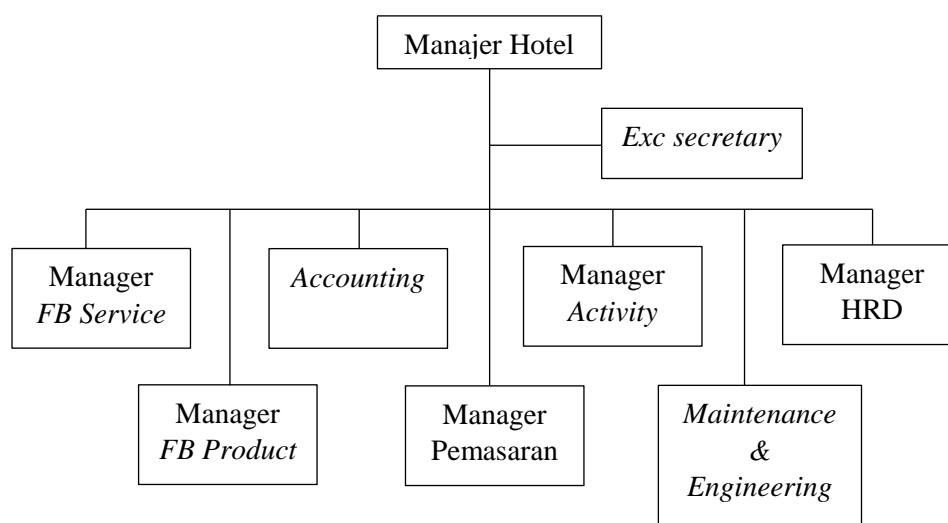 Manajer Hotel
Exc secretary
Manager
FB Service
Accounting
Manager
Activity
Manager
HRD
Manager
FB Product
Manager
Pemasaran
Maintenance
&
Engineering